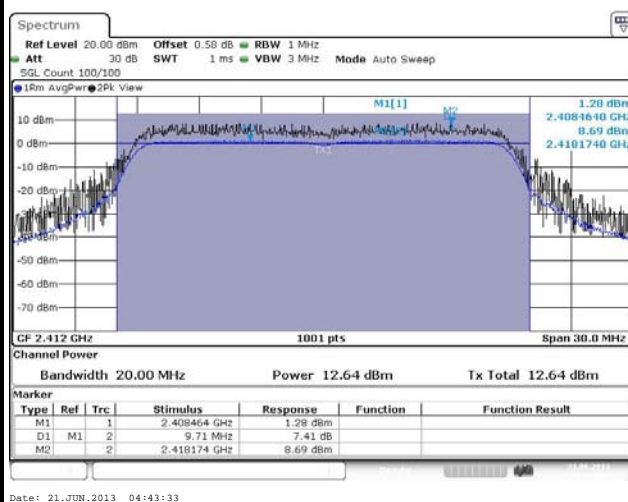 Spectrum
Ref Level 20.00 dBm Offset 0.58 dB RBW 1 MHz
Att 30 dB SWT 1 ms VBW 3 MHz Mode Auto Sweep
SGL Count 100/100
1Rm AvgPwr 2Pk View
M1[1] 1.28 dBm
M2 2.4084640 GHz
10 dBm 8.69 dBm
0 dBm 2.4181740 GHz
TX1
-10 dBm
-20 dBm
-50 dBm
-60 dBm
-70 dBm
CF 2.412 GHz 1001 pts Span 30.0 MHz
Channel Power
Bandwidth 20.00 MHz Power 12.64 dBm Tx Total 12.64 dBm
Marker
Type Ref Trc Stimulus Response Function Function Result
M1 1 2.408464 GHz 1.28 dBm
D1 M1 2 9.71 MHz 7.41 dB
M2 2 2.418174 GHz 8.69 dBm
Date: 21.JUN.2013 04:43:33